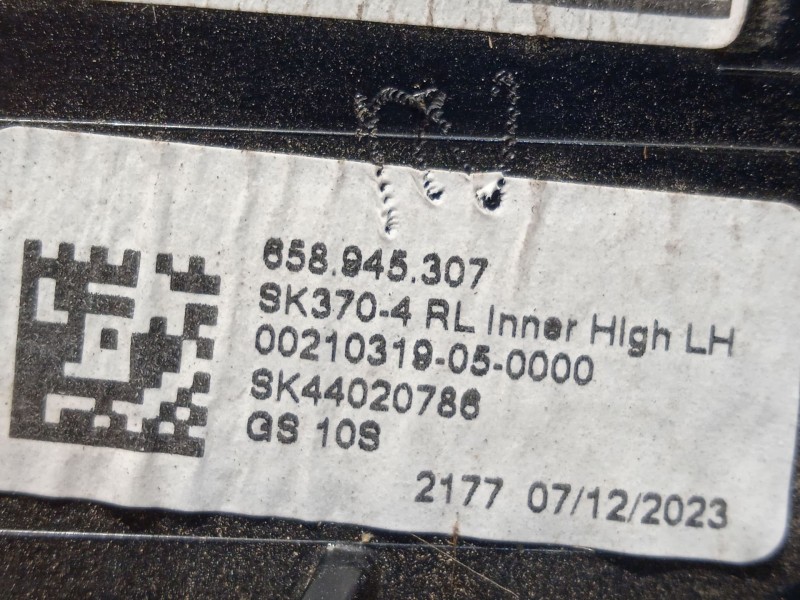 658.945.307
SK370-4 RL Inner High LH
00210319-05-0000
SK44020786
GS 10S
2177 07/12/2023